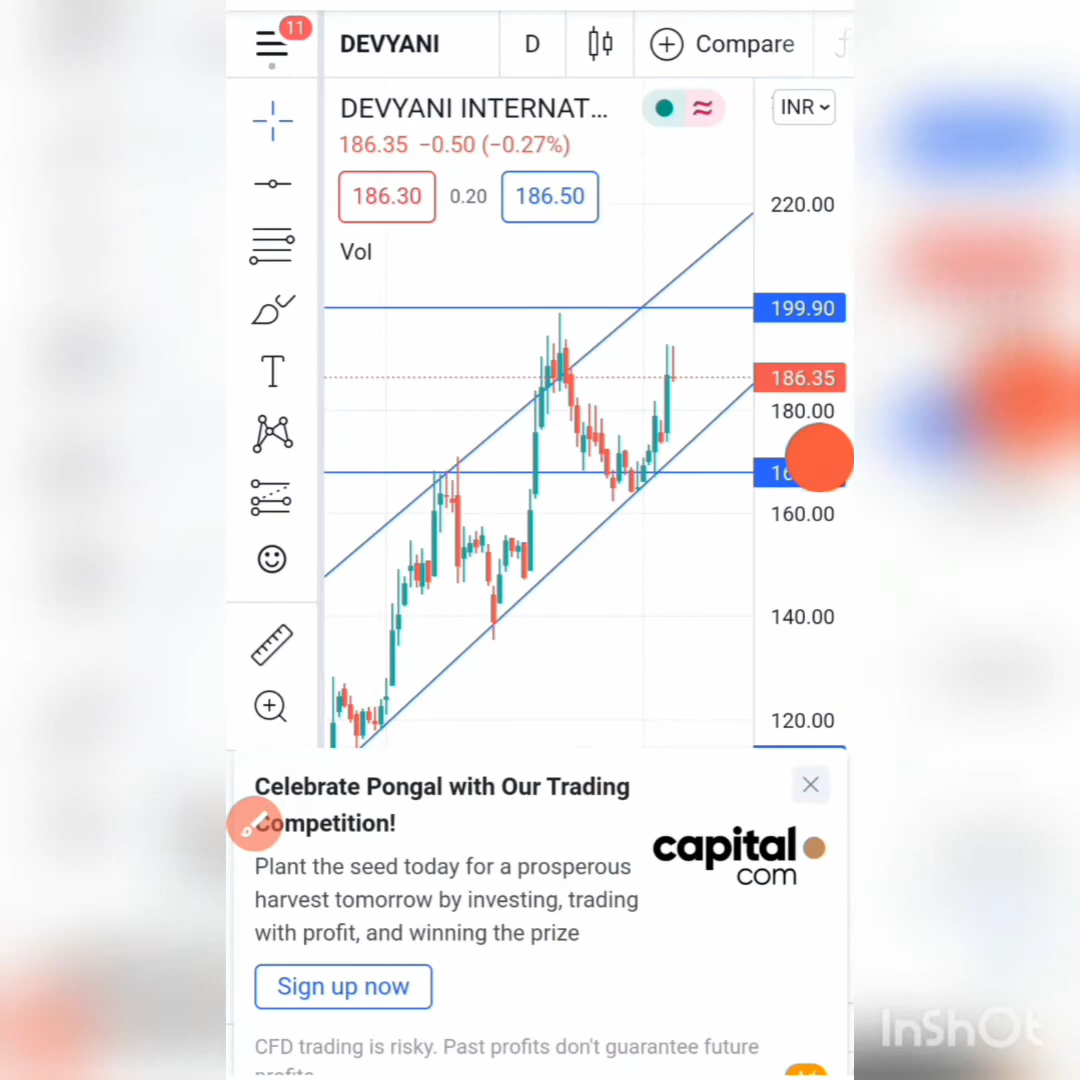 11
DEVYANI
D
Compare
DEVYANI INTERNAT...
INR
186.35 −0.50 (−0.27%)
186.30
0.20
186.50
Vol
220.00
199.90
186.35
180.00
160.00
140.00
120.00
Celebrate Pongal with Our Trading
Competition!
Plant the seed today for a prosperous
harvest tomorrow by investing, trading
with profit, and winning the prize
capital
com
Sign up now
CFD trading is risky. Past profits don't guarantee future
InShOt